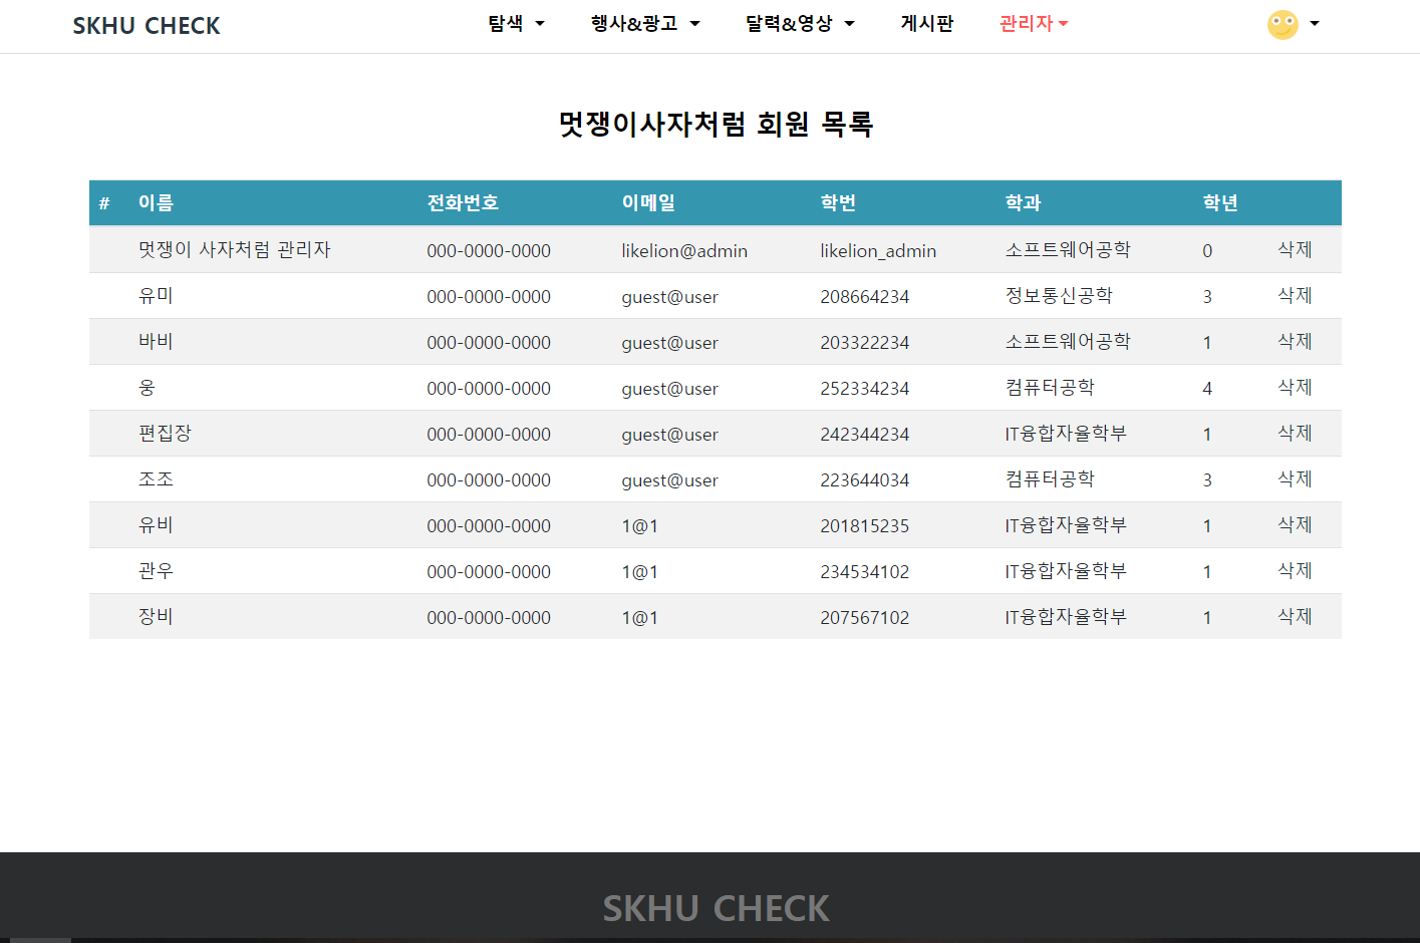 SKHU CHECK 탐색 행사&광고 달력&영상 게시판 관리자
멋쟁이사자처럼 회원 목록
# 이름 전화번호 이메일 학번 학과 학년
멋쟁이 사자처럼 관리자 000-0000-0000 likelion@admin likelion_admin 소프트웨어공학 0 삭제
유미 000-0000-0000 guest@user 208664234 정보통신공학 3 삭제
바비 000-0000-0000 guest@user 203322234 소프트웨어공학 1 삭제
웅 000-0000-0000 guest@user 252334234 컴퓨터공학 4 삭제
편집장 000-0000-0000 guest@user 242344234 IT융합자율학부 1 삭제
조조 000-0000-0000 guest@user 223644034 컴퓨터공학 3 삭제
유비 000-0000-0000 1@1 201815235 IT융합자율학부 1 삭제
관우 000-0000-0000 1@1 234534102 IT융합자율학부 1 삭제
장비 000-0000-0000 1@1 207567102 IT융합자율학부 1 삭제
SKHU CHECK